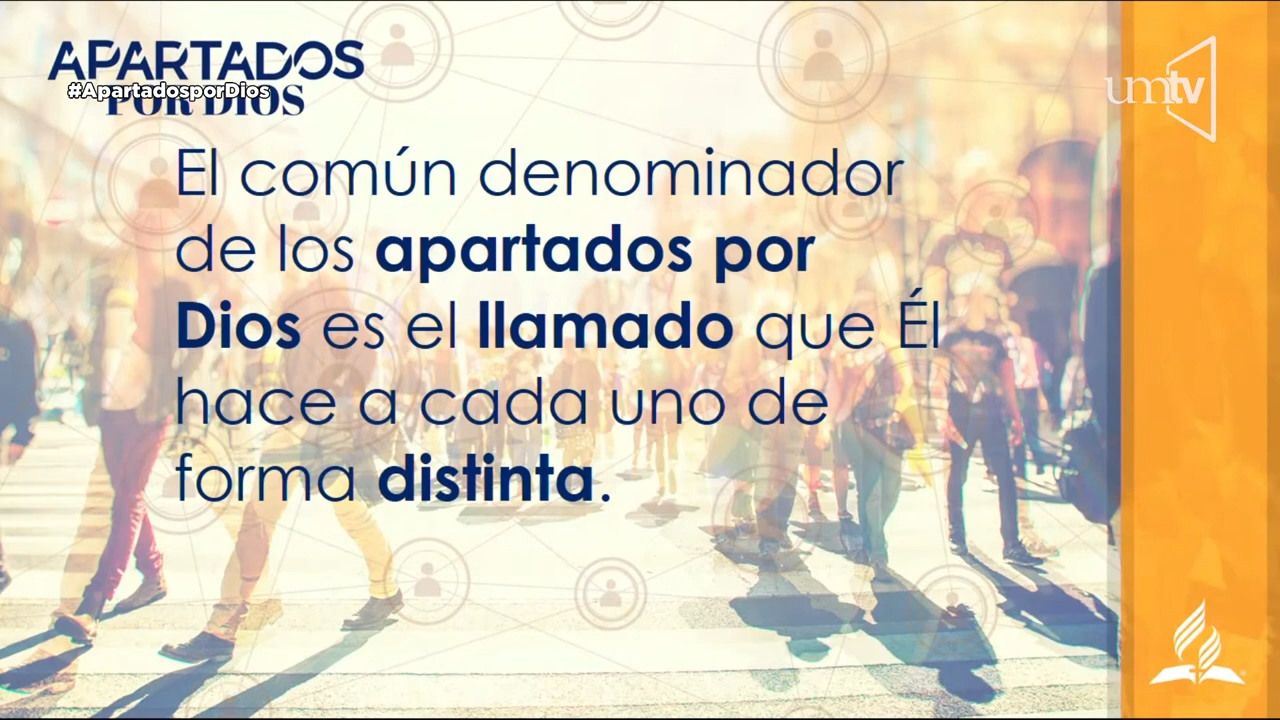 APARTADOS
#ApartadosporDios
POR DIOS
umtv
El común denominador
de los apartados por
Dios es el llamado que Él
hace a cada uno de
forma distinta.